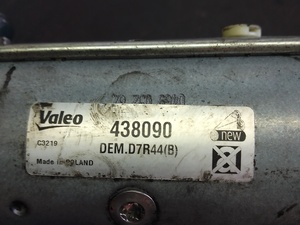 Valeo
438090
new
C3219
DEM.D7R44(B)
Made in POLAND